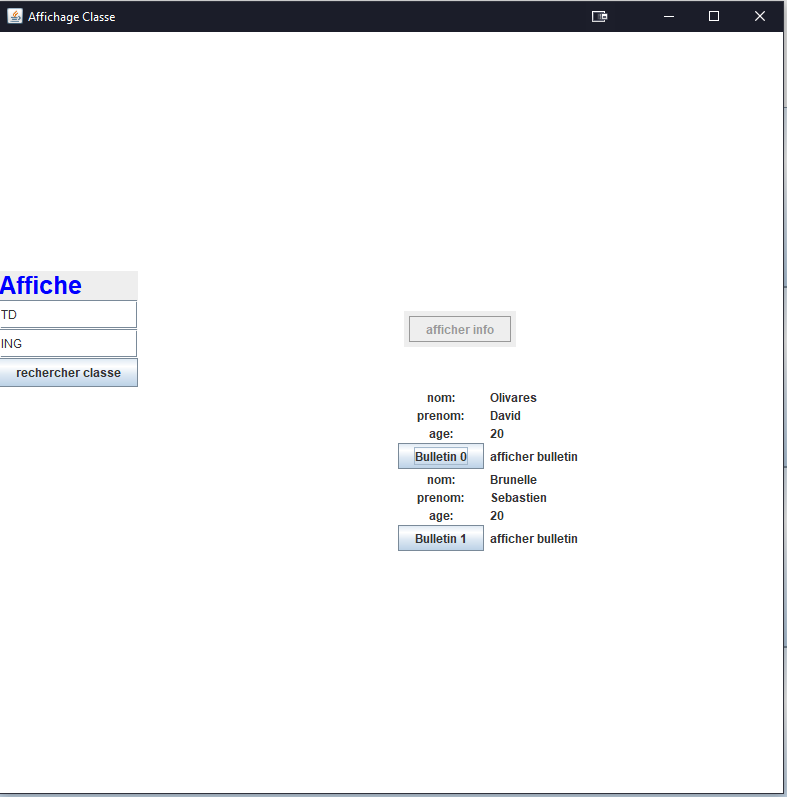 Affichage Classe
Affiche
TD
ING
rechercher classe
afficher info
nom: Olivares
prenom: David
age: 20
Bulletin 0 afficher bulletin
nom: Brunelle
prenom: Sebastien
age: 20
Bulletin 1 afficher bulletin